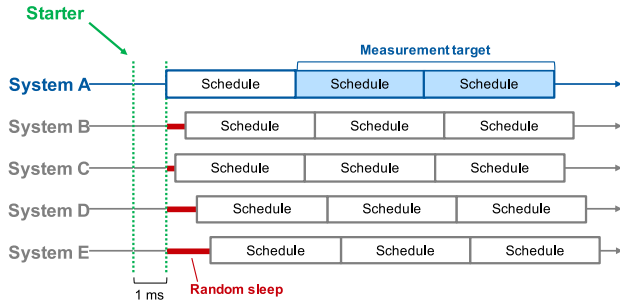 Starter
Measurement target
System A
Schedule
Schedule
Schedule
System B
Schedule
Schedule
Schedule
System C
Schedule
Schedule
Schedule
System D
Schedule
Schedule
Schedule
System E
Schedule
Schedule
Schedule
1 ms
Random sleep